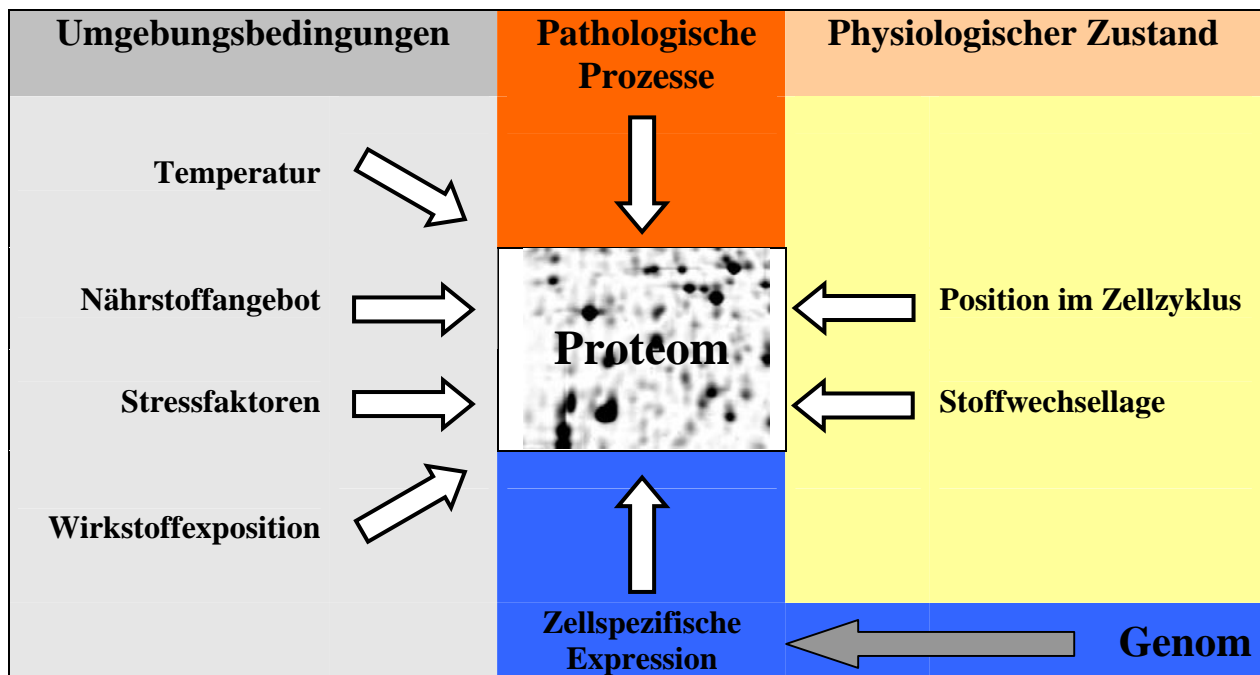 Umgebungsbedingungen
Pathologische
Prozesse
Physiologischer Zustand
Temperatur
Nährstoffangebot
Stressfaktoren
Wirkstoffexposition
Proteom
Position im Zellzyklus
Stoffwechsellage
Zellspezifische
Expression
Genom